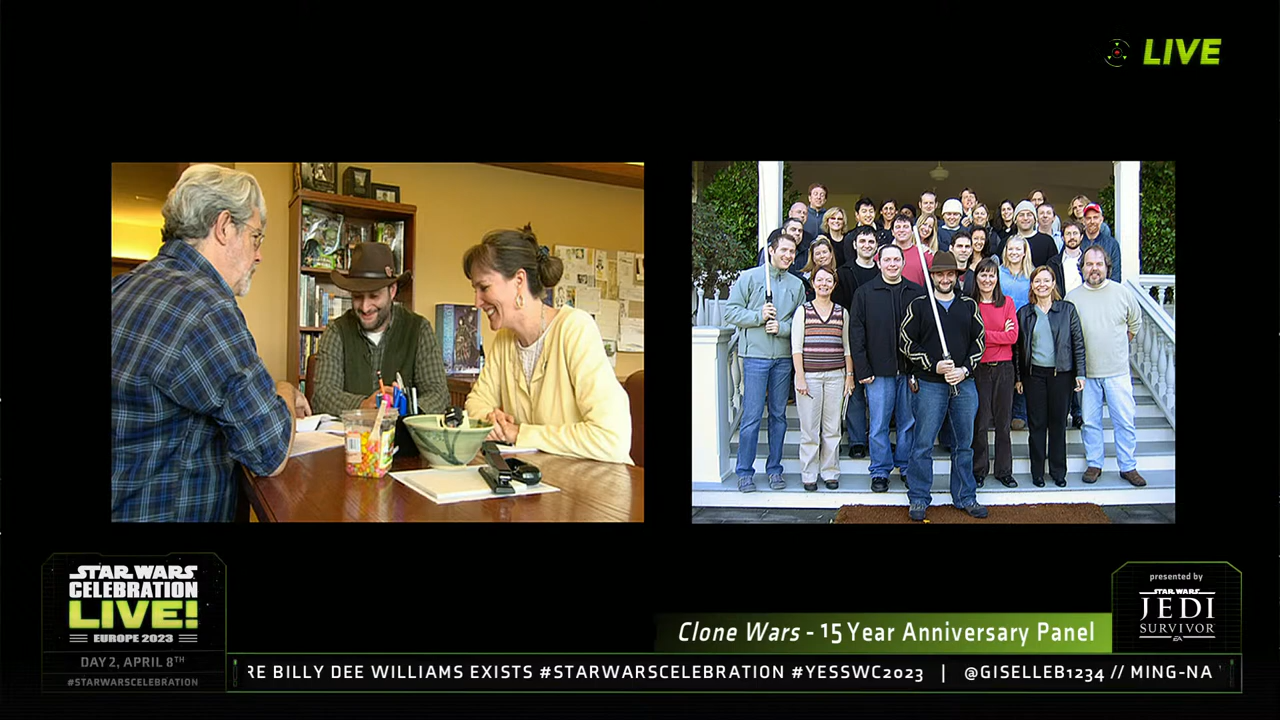 LIVE
STAR WARS
CELEBRATION
LIVE!
EUROPE 2023
DAY 2, APRIL 8TH
#STARWARSCELEBRATION
presented by
STAR WARS
JEDI
SURVIVOR
EA
Clone Wars - 15 Year Anniversary Panel
RE BILLY DEE WILLIAMS EXISTS #STARWARSCELEBRATION #YESSWC2023 | @GISELLEB1234 // MING-NA